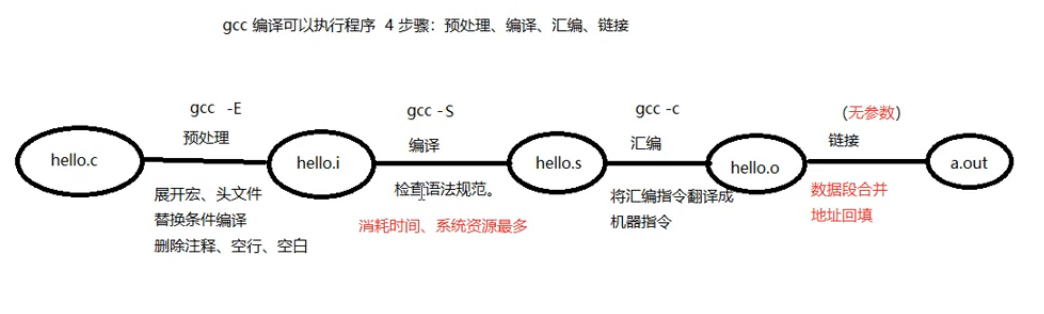 gcc 编译可以执行程序 4 步骤：预处理、编译、汇编、链接
gcc -E
预处理
gcc -S
编译
gcc -c
汇编
(无参数)
链接
hello.c
hello.i
hello.s
hello.o
a.out
展开宏、头文件
替换条件编译
删除注释、空行、空白
检查语法规范。
消耗时间、系统资源最多
将汇编指令翻译成
机器指令
数据段合并
地址回填